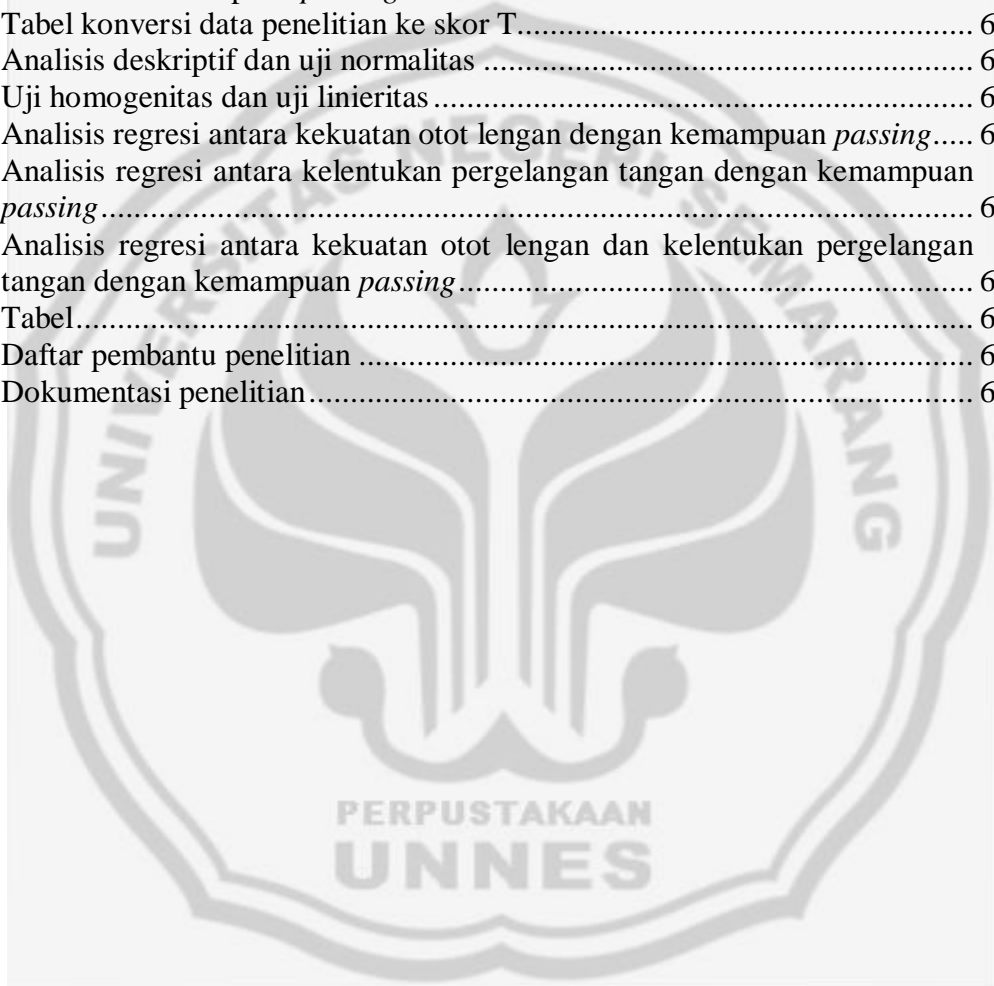 Tabel konversi data penelitian ke skor T.................................................... 6
Analisis deskriptif dan uji normalitas ........................................................ 6
Uji homogenitas dan uji linieritas .............................................................. 6
Analisis regresi antara kekuatan otot lengan dengan kemampuan passing..... 6
Analisis regresi antara kelentukan pergelangan tangan dengan kemampuan
passing....................................................................................................... 6
Analisis regresi antara kekuatan otot lengan dan kelentukan pergelangan
tangan dengan kemampuan passing........................................................... 6
Tabel.......................................................................................................... 6
Daftar pembantu penelitian ....................................................................... 6
Dokumentasi penelitian............................................................................. 6
UNIVERSITAS NEGERI SEMARANG
PERPUSTAKAAN
UNNES